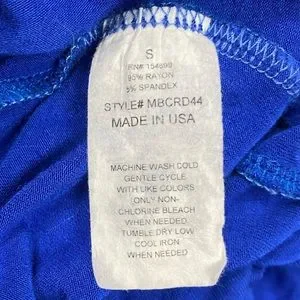 S
RN# 154699
95% RAYON
5% SPANDEX
STYLE# MBCRD44
MADE IN USA
MACHINE WASH COLD
GENTLE CYCLE
WITH LIKE COLORS
ONLY NON-
CHLORINE BLEACH
WHEN NEEDED
TUMBLE DRY LOW
COOL IRON
WHEN NEEDED